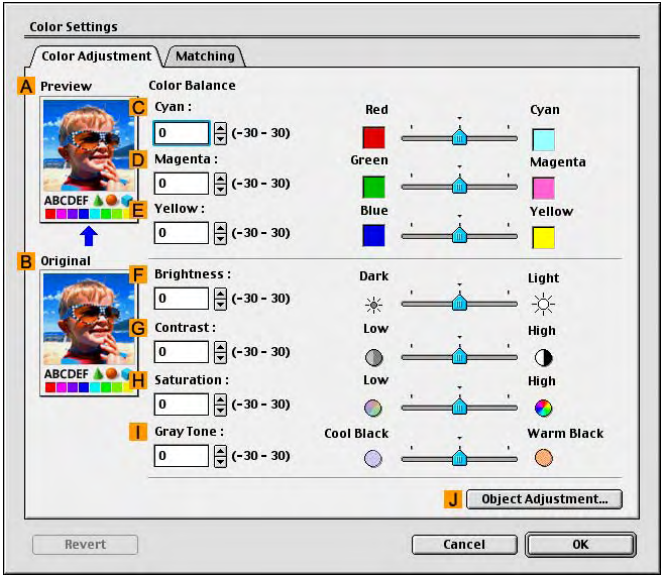 Color Settings
Color Adjustment Matching
A Preview Color Balance
C Cyan :
0 (-30 - 30) Red Cyan
D Magenta :
0 (-30 - 30) Green Magenta
E Yellow :
0 (-30 - 30) Blue Yellow
ABCDEF
B Original
F Brightness :
0 (-30 - 30) Dark Light
G Contrast :
0 (-30 - 30) Low High
ABCDEF
H Saturation :
0 (-30 - 30) Low High
I Gray Tone :
0 (-30 - 30) Cool Black Warm Black
J Object Adjustment...
Revert Cancel OK